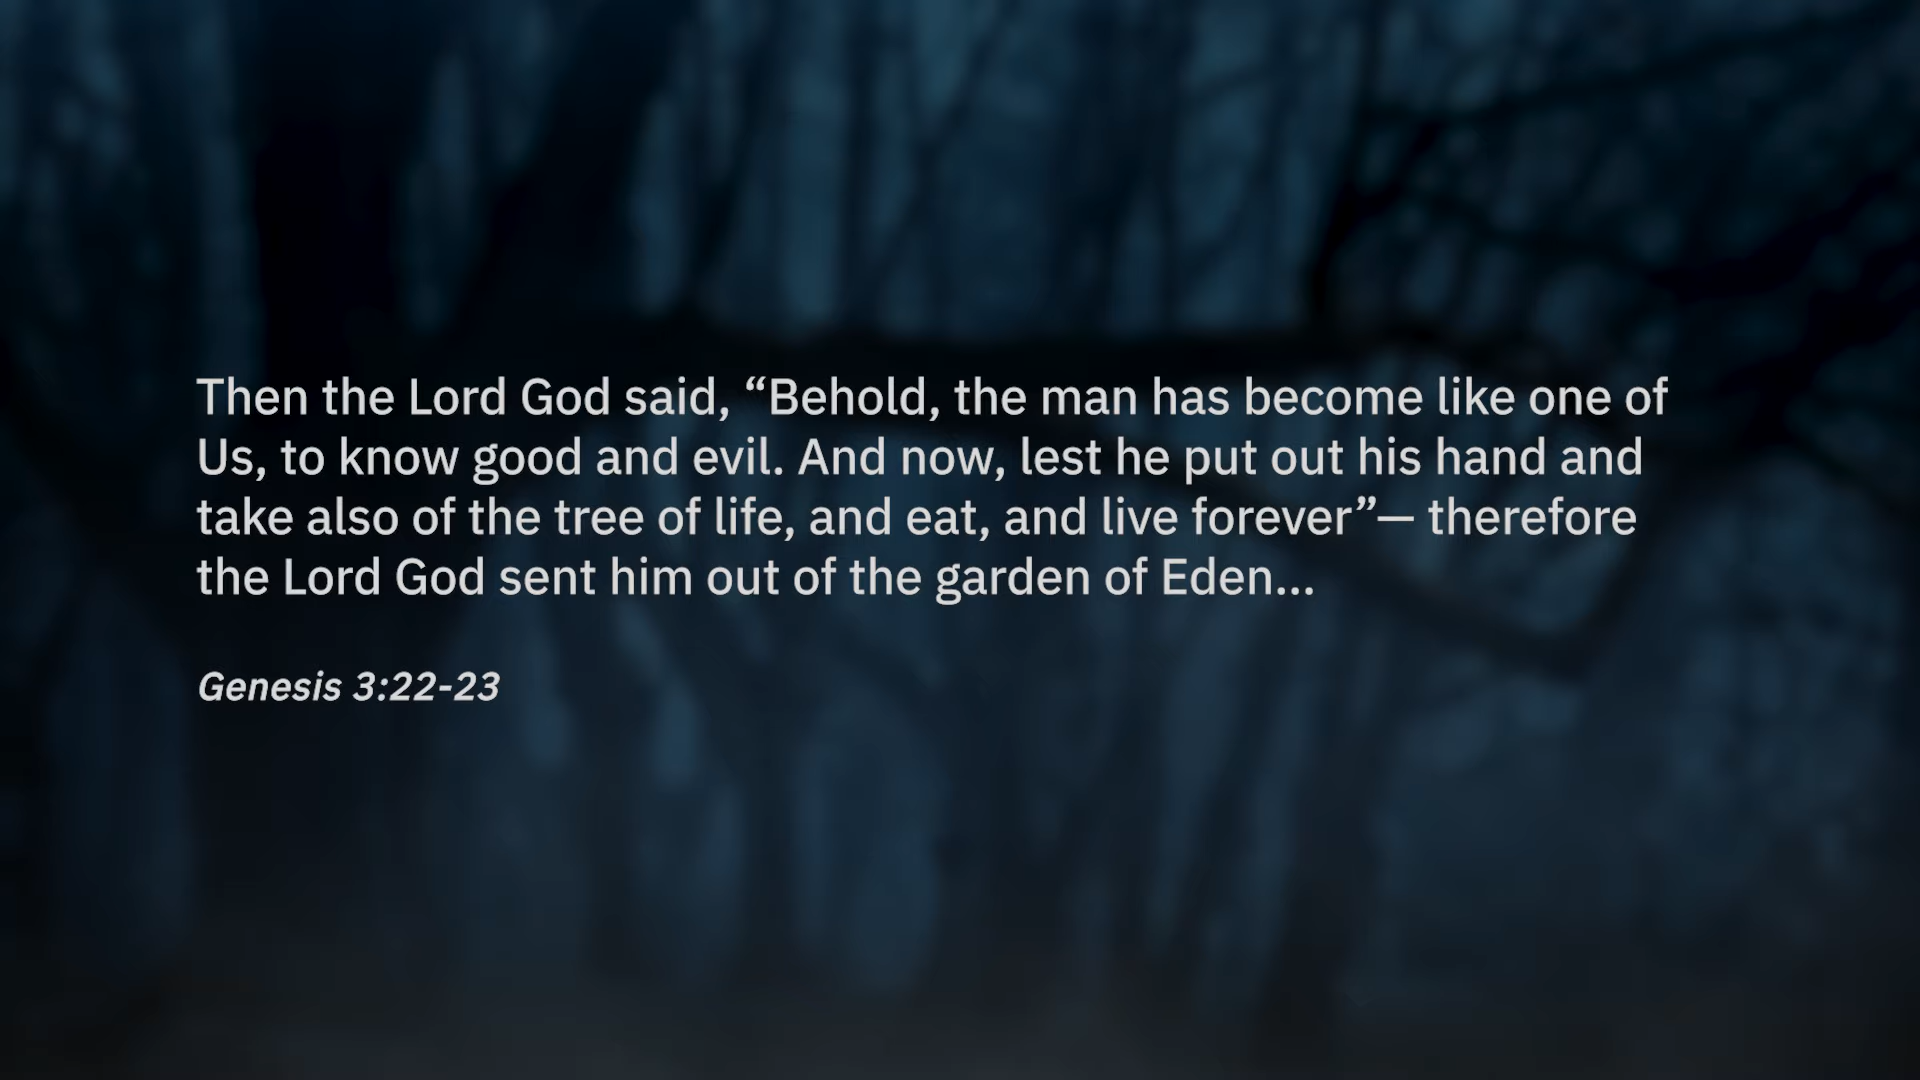 Then the Lord God said, “Behold, the man has become like one of
Us, to know good and evil. And now, lest he put out his hand and
take also of the tree of life, and eat, and live forever”— therefore
the Lord God sent him out of the garden of Eden...
Genesis 3:22-23